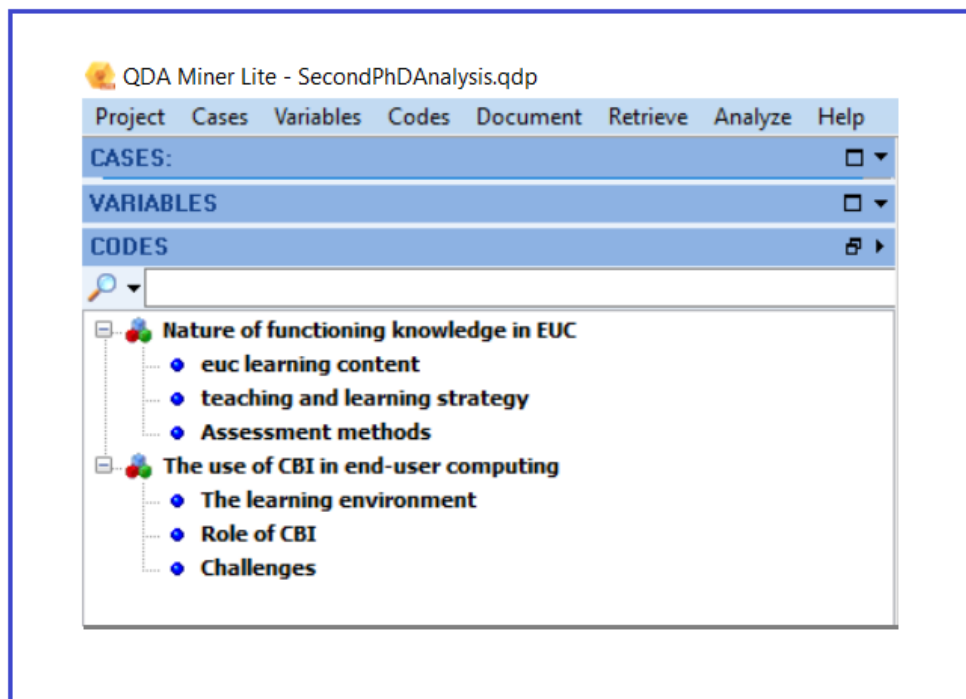 QDA Miner Lite - SecondPhDAnalysis.qdp
Project Cases Variables Codes Document Retrieve Analyze Help
CASES:
VARIABLES
CODES
Nature of functioning knowledge in EUC
euc learning content
teaching and learning strategy
Assessment methods
The use of CBI in end-user computing
The learning environment
Role of CBI
Challenges